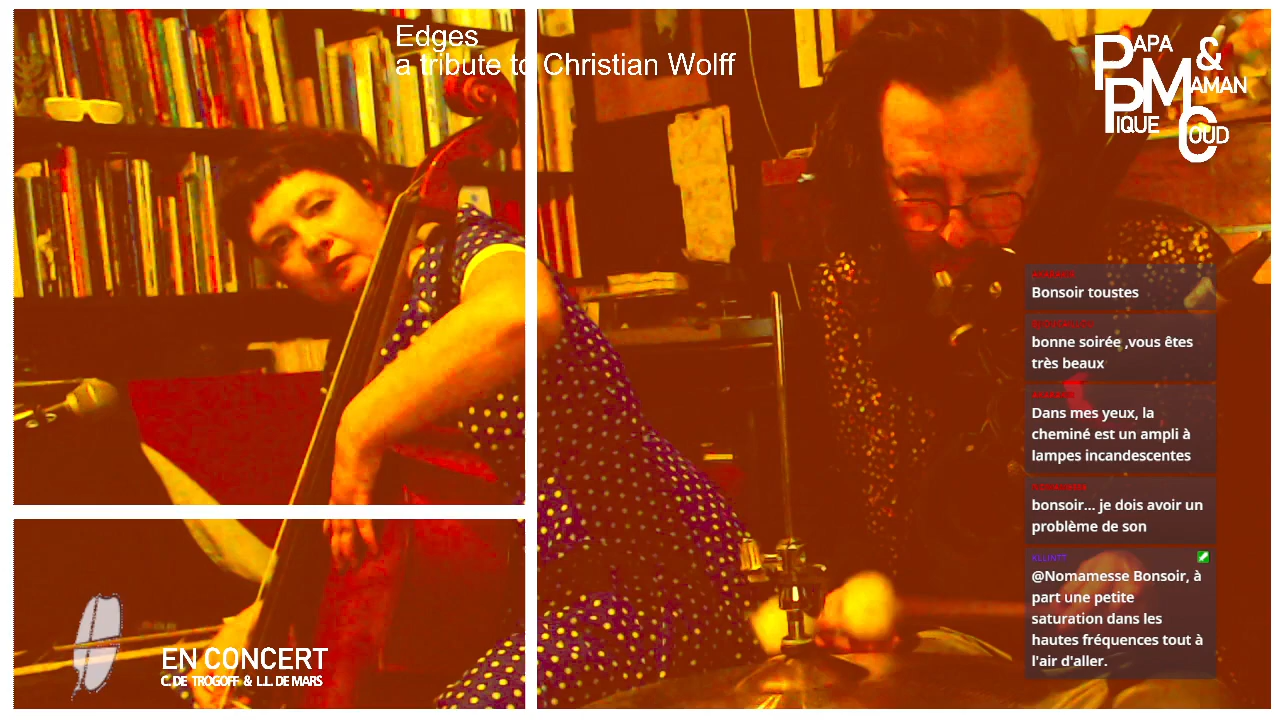 Edges
a tribute to Christian Wolff
PAPA &
MAMAN
PIQUE
COUD
Bonsoir toustes
bonne soirée ,vous êtes
très beaux
Dans mes yeux, la
cheminé est un ampli à
lampes incandescentes
bonsoir... je dois avoir un
problème de son
@Nomamesse Bonsoir, à
part une petite
saturation dans les
hautes fréquences tout à
l'air d'aller.
EN CONCERT
C. DE TROGOFF & L.L. DE MARS